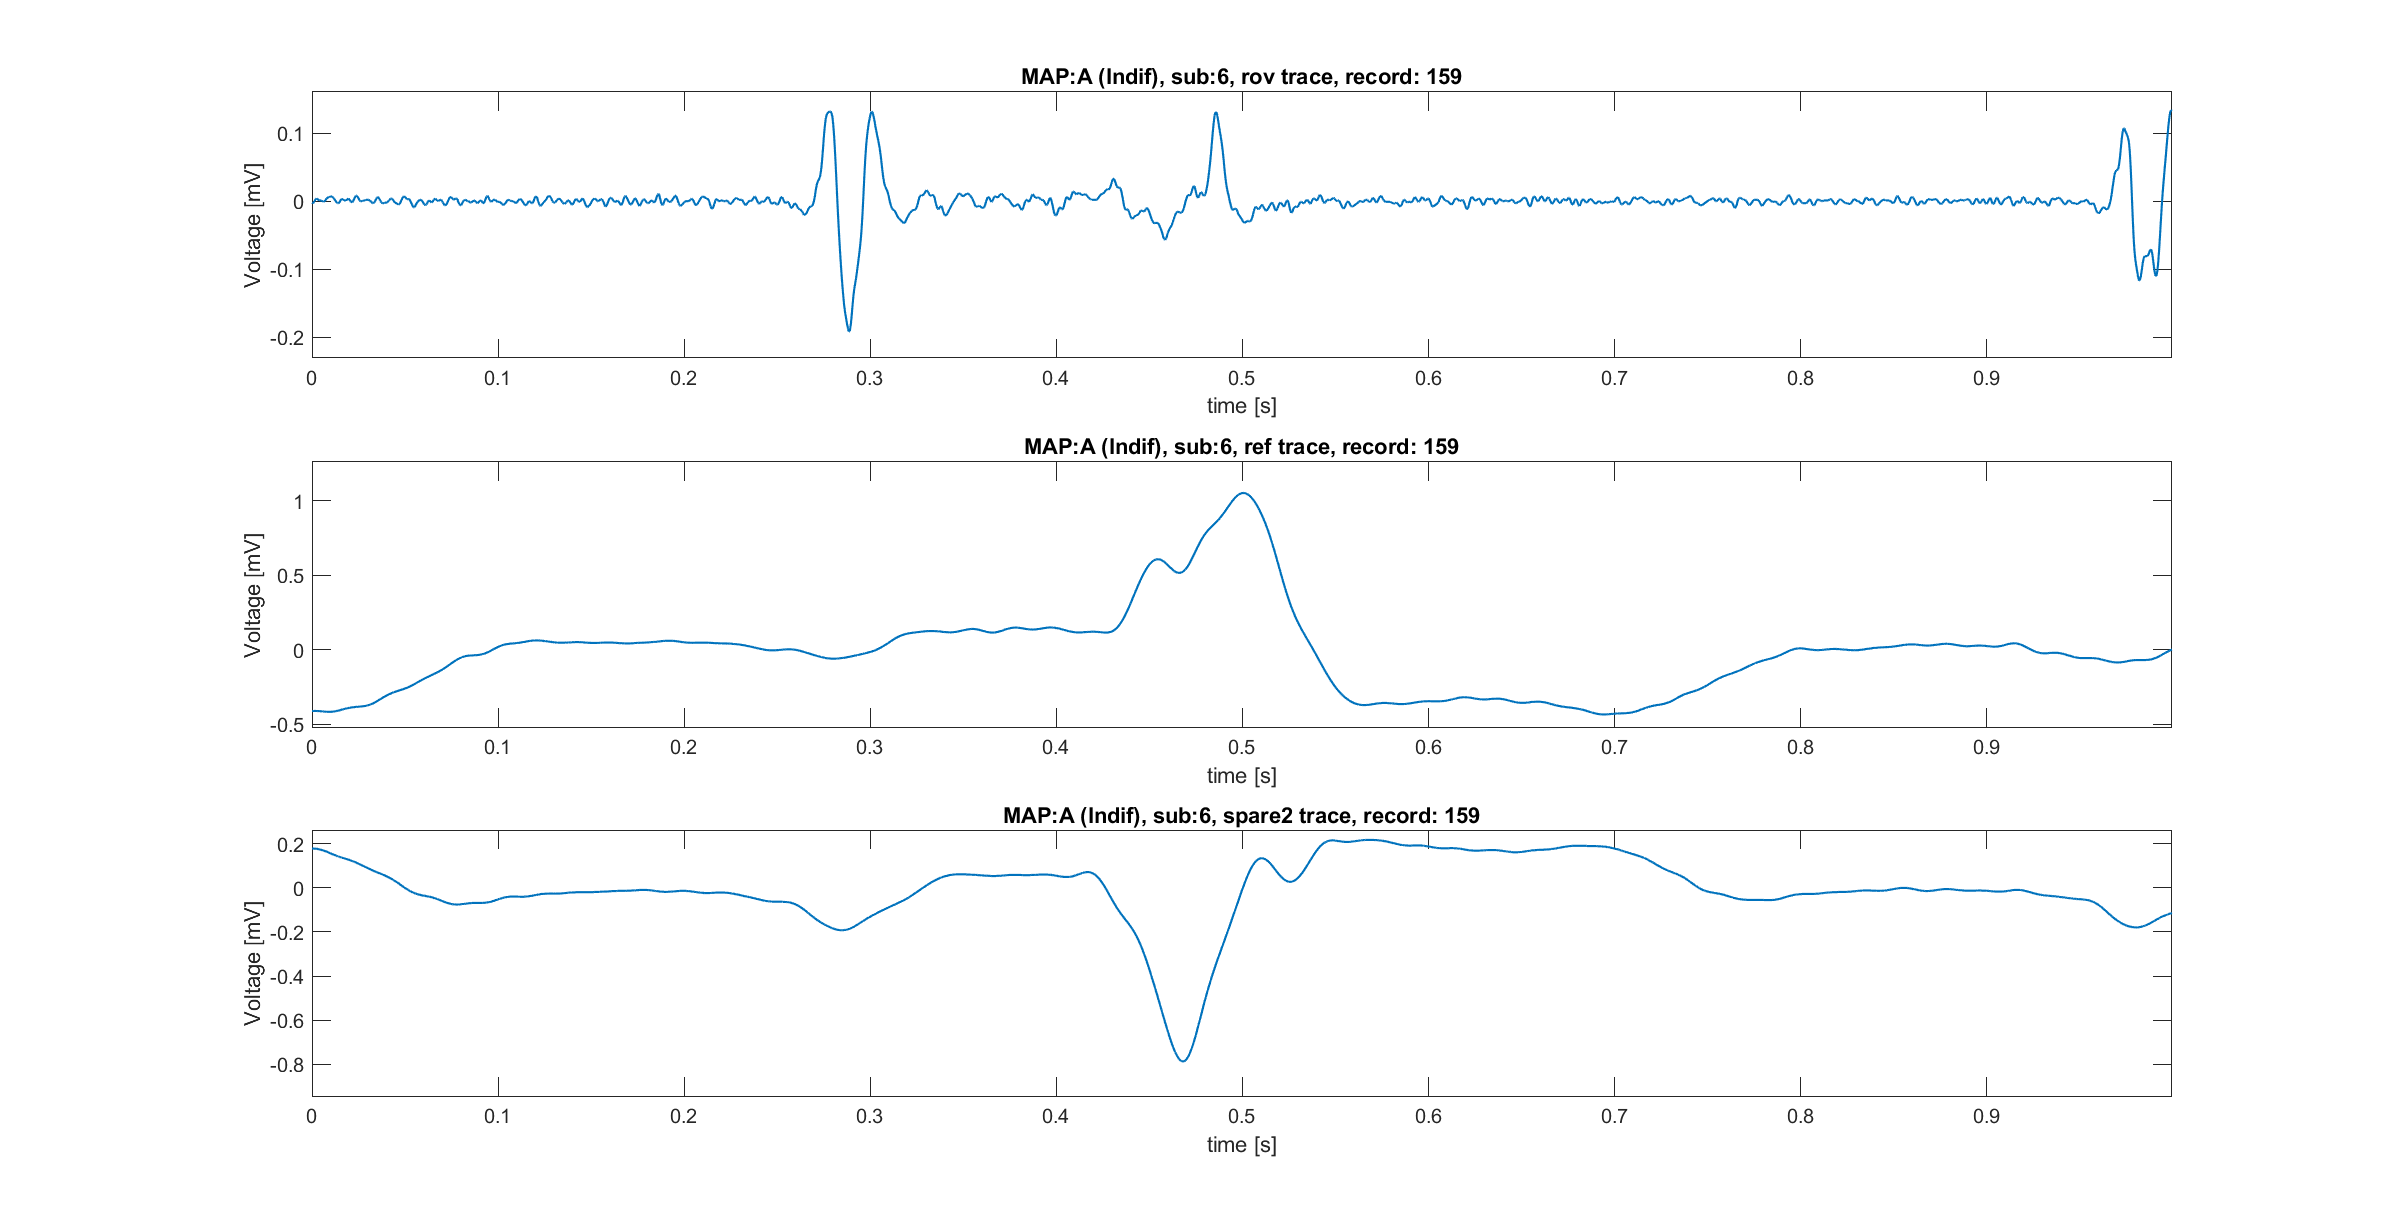 MAP:A (Indif), sub:6, rov trace, record: 159
Voltage [mV]
0.1
0
-0.1
-0.2
0 0.1 0.2 0.3 0.4 0.5 0.6 0.7 0.8 0.9
time [s]
MAP:A (Indif), sub:6, ref trace, record: 159
Voltage [mV]
1
0.5
0
-0.5
0 0.1 0.2 0.3 0.4 0.5 0.6 0.7 0.8 0.9
time [s]
MAP:A (Indif), sub:6, spare2 trace, record: 159
Voltage [mV]
0.2
0
-0.2
-0.4
-0.6
-0.8
0 0.1 0.2 0.3 0.4 0.5 0.6 0.7 0.8 0.9
time [s]